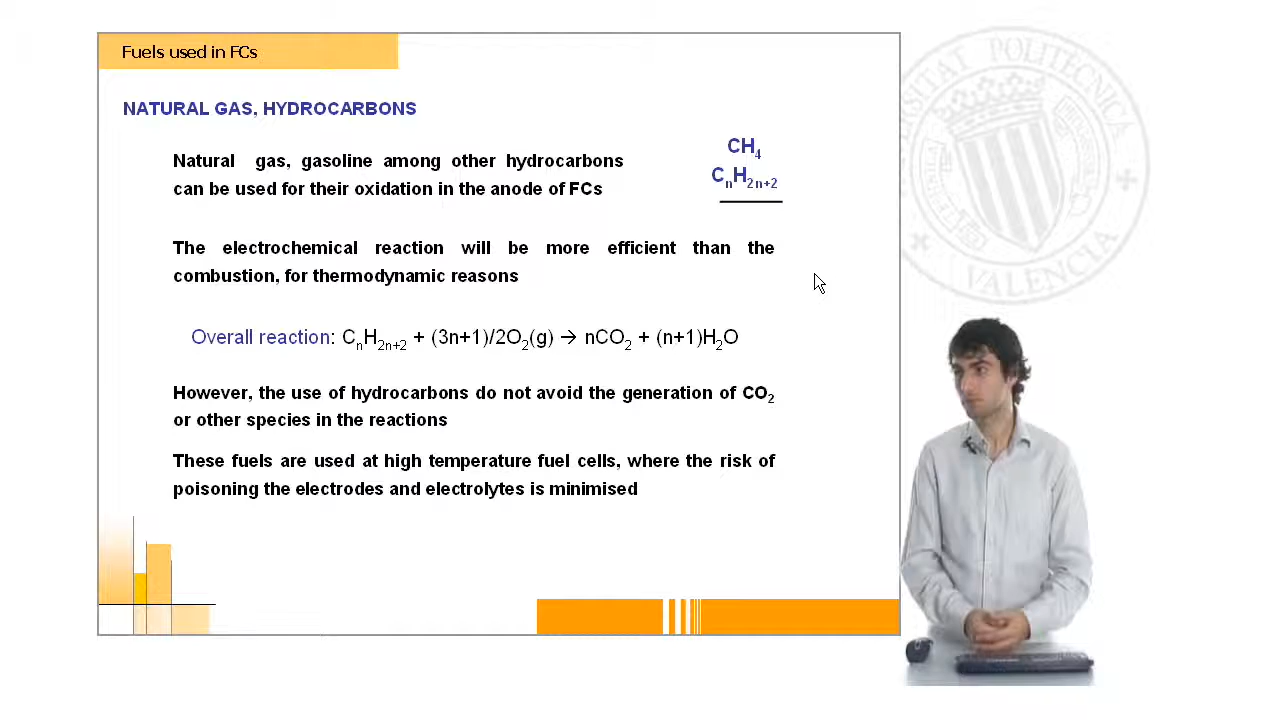 Fuels used in FCs
NATURAL GAS, HYDROCARBONS
Natural gas, gasoline among other hydrocarbons
can be used for their oxidation in the anode of FCs
CH₄
CₙH₂ₙ₊₂
The electrochemical reaction will be more efficient than the
combustion, for thermodynamic reasons
Overall reaction: CₙH₂ₙ₊₂ + (3n+1)/2O₂(g) → nCO₂ + (n+1)H₂O
However, the use of hydrocarbons do not avoid the generation of CO₂
or other species in the reactions
These fuels are used at high temperature fuel cells, where the risk of
poisoning the electrodes and electrolytes is minimised
POLITECNICA
VALENCIA